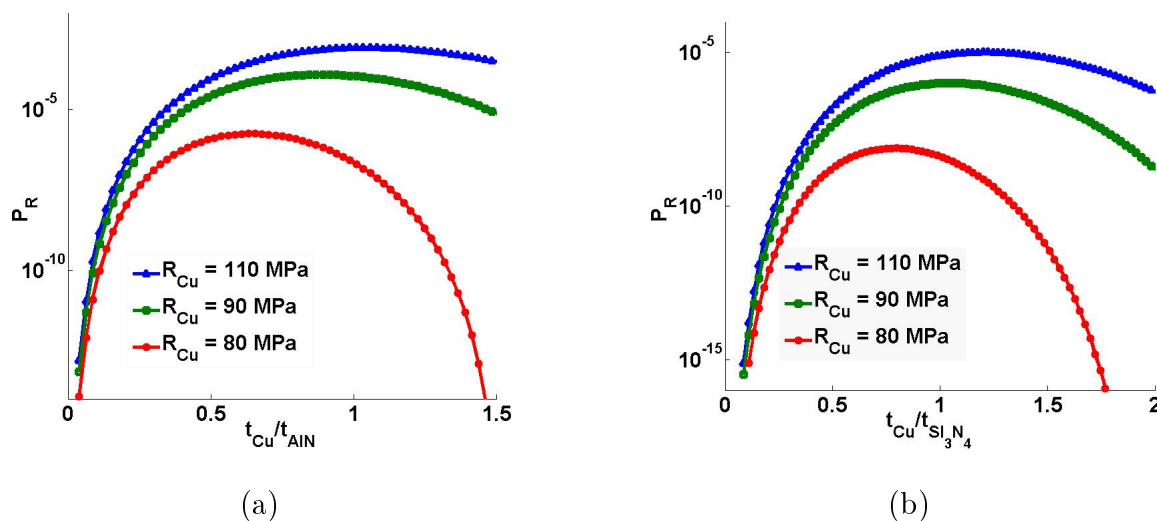 10^-5
10^-10
P_R
R_Cu = 110 MPa
R_Cu = 90 MPa
R_Cu = 80 MPa
0 0.5 1 1.5
t_Cu/t_AlN
(a)
10^-5
10^-10
10^-15
P_R
R_Cu = 110 MPa
R_Cu = 90 MPa
R_Cu = 80 MPa
0 0.5 1 1.5 2
t_Cu/t_SI_3N_4
(b)